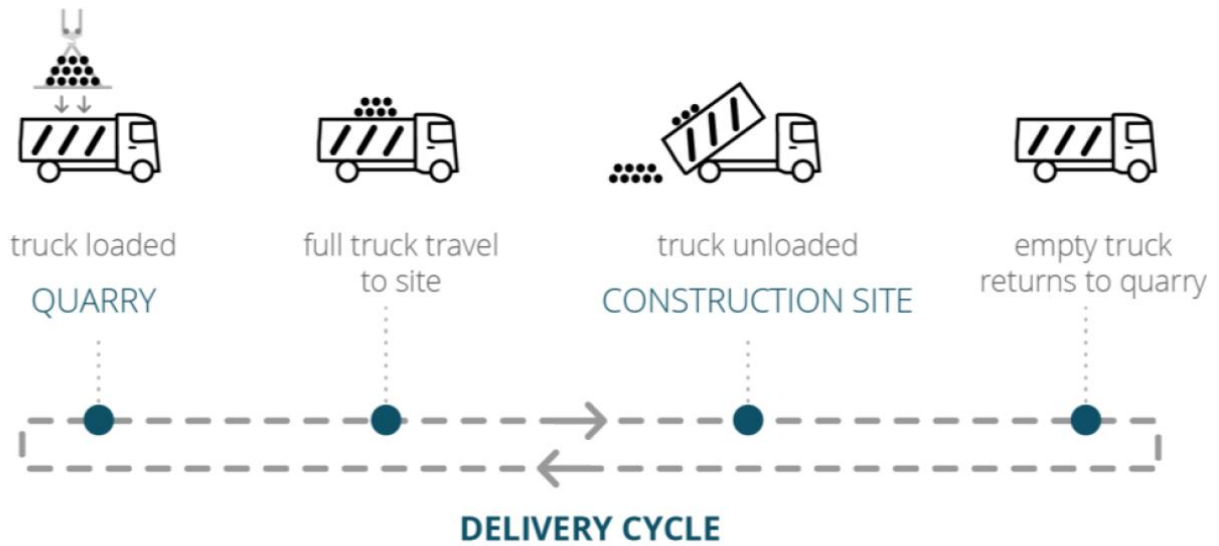 truck loaded
QUARRY
full truck travel
to site
truck unloaded
CONSTRUCTION SITE
empty truck
returns to quarry
DELIVERY CYCLE